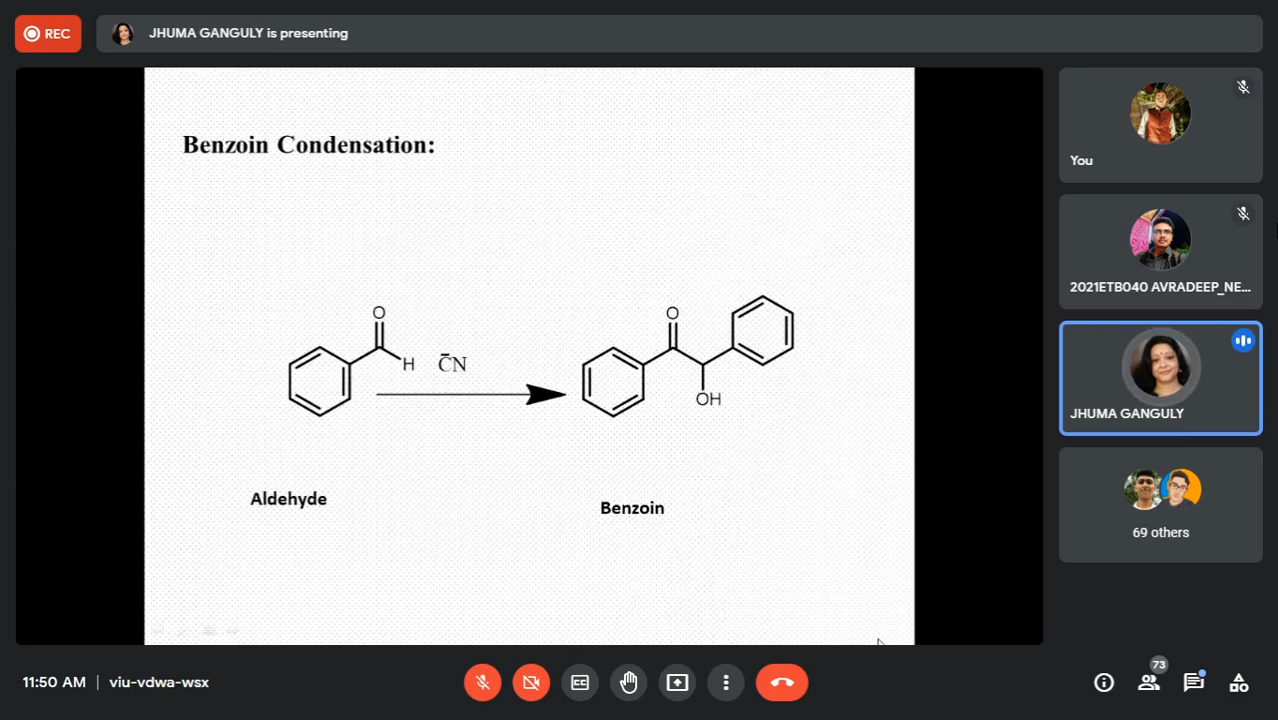 REC
JHUMA GANGULY is presenting
Benzoin Condensation:
O
H
C̄N
O
OH
Aldehyde
Benzoin
You
2021ETB040 AVRADEEP_NE...
JHUMA GANGULY
69 others
11:50 AM | viu-vdwa-wsx
CC
73